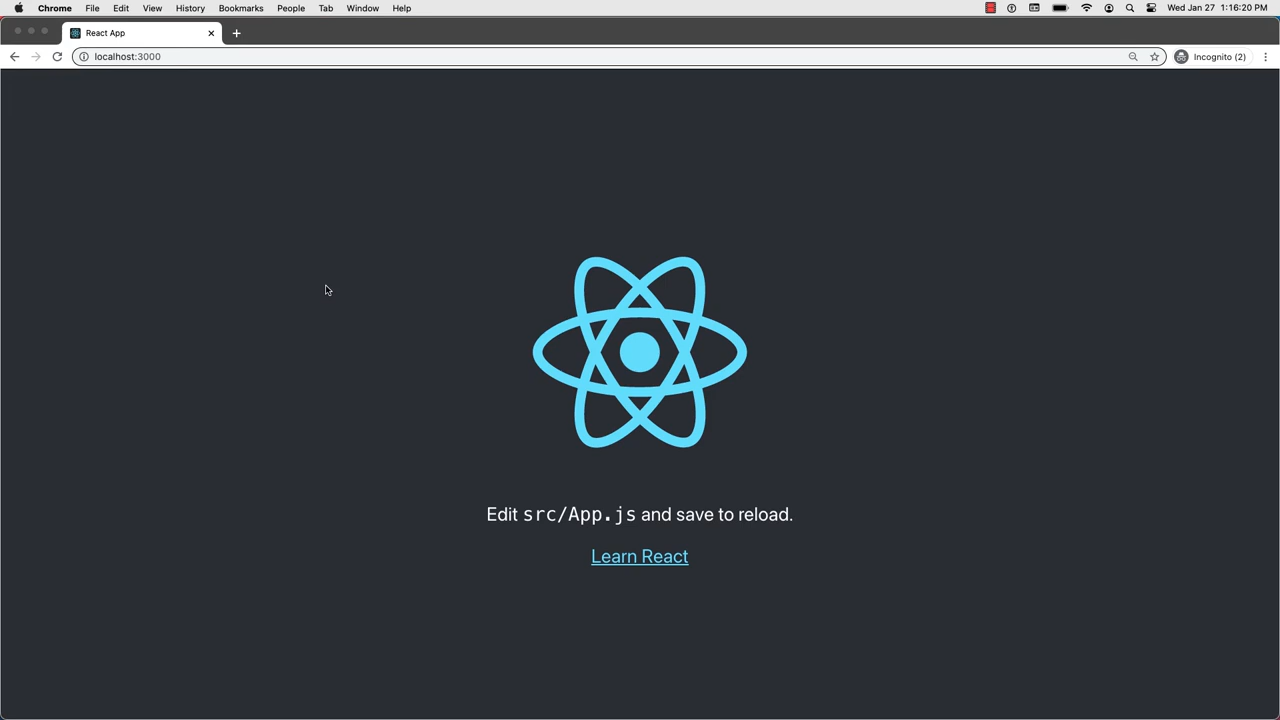 Chrome File Edit View History Bookmarks People Tab Window Help Wed Jan 27 1:16:20 PM
React App
localhost:3000 Incognito (2)
Edit src/App.js and save to reload.
Learn React